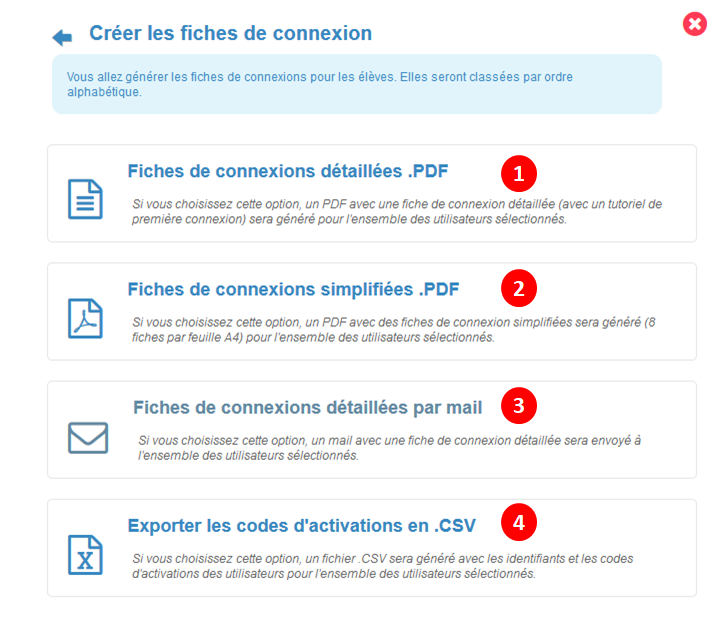 Créer les fiches de connexion
Vous allez générer les fiches de connexions pour les élèves. Elles seront classées par ordre
alphabétique.
Fiches de connexions détaillées .PDF
1
Si vous choisissez cette option, un PDF avec une fiche de connexion détaillée (avec un tutoriel de
première connexion) sera généré pour l'ensemble des utilisateurs sélectionnés.
Fiches de connexions simplifiées .PDF
2
Si vous choisissez cette option, un PDF avec des fiches de connexion simplifiées sera généré (8
fiches par feuille A4) pour l'ensemble des utilisateurs sélectionnés.
Fiches de connexions détaillées par mail
3
Si vous choisissez cette option, un mail avec une fiche de connexion détaillée sera envoyé à
l'ensemble des utilisateurs sélectionnés.
Exporter les codes d'activations en .CSV
4
X
Si vous choisissez cette option, un fichier .CSV sera généré avec les identifiants et les codes
d'activations des utilisateurs pour l'ensemble des utilisateurs sélectionnés.